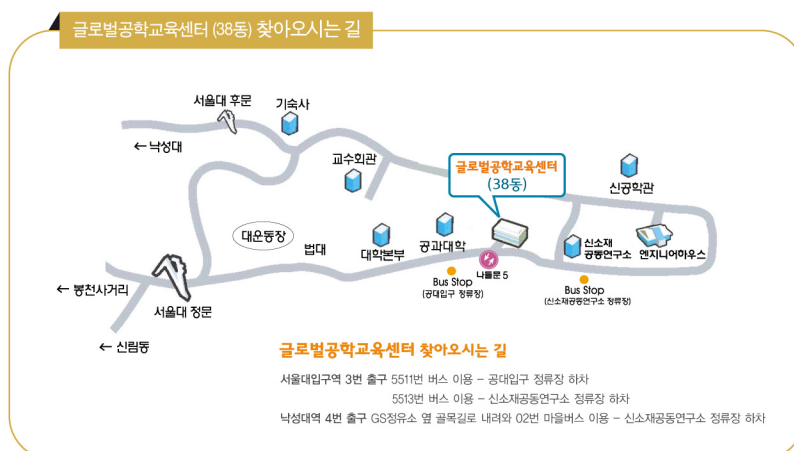 글로벌공학교육센터 (38동) 찾아오시는 길
서울대 후문
기숙사
← 낙성대
교수회관
글로벌공학교육센터
(38동)
신공학관
대운동장
법대
대학본부
공과대학
나들문 5
신소재
공동연구소
엔지니어하우스
Bus Stop
(공대입구 정류장)
Bus Stop
(신소재공동연구소 정류장)
← 봉천사거리
서울대 정문
← 신림동
글로벌공학교육센터 찾아오시는 길
서울대입구역 3번 출구 5511번 버스 이용 - 공대입구 정류장 하차
5513번 버스 이용 - 신소재공동연구소 정류장 하차
낙성대역 4번 출구 GS정유소 옆 골목길로 내려와 02번 마을버스 이용 - 신소재공동연구소 정류장 하차